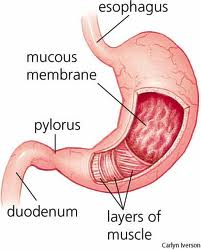 esophagus
mucous
membrane
pylorus
duodenum
layers of
muscle
Carlyn Iverson